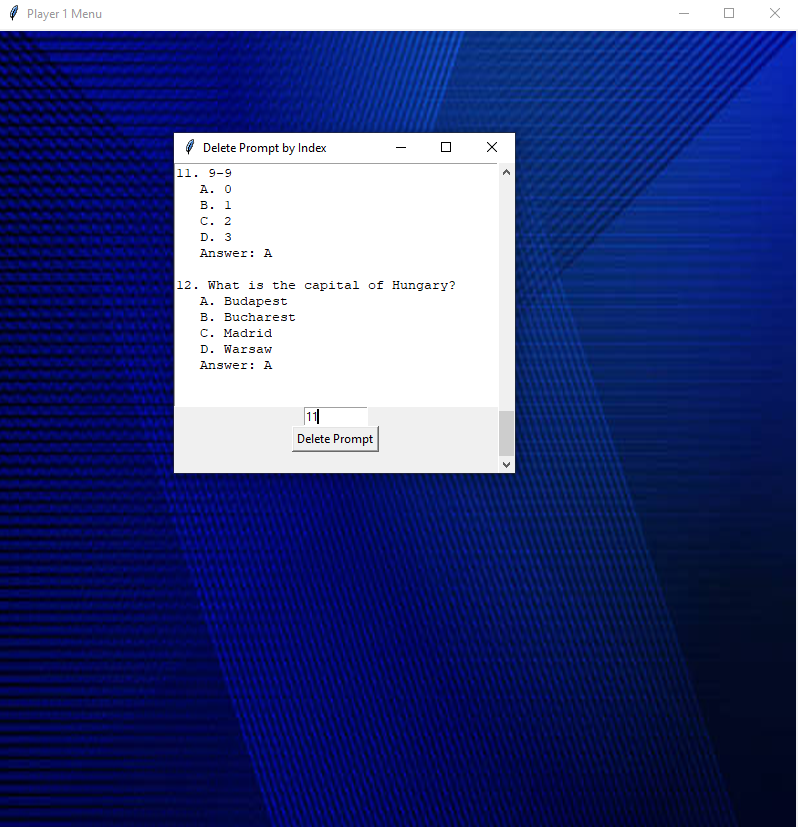 Player 1 Menu
Delete Prompt by Index
11. 9-9
A. 0
B. 1
C. 2
D. 3
Answer: A
12. What is the capital of Hungary?
A. Budapest
B. Bucharest
C. Madrid
D. Warsaw
Answer: A
11
Delete Prompt